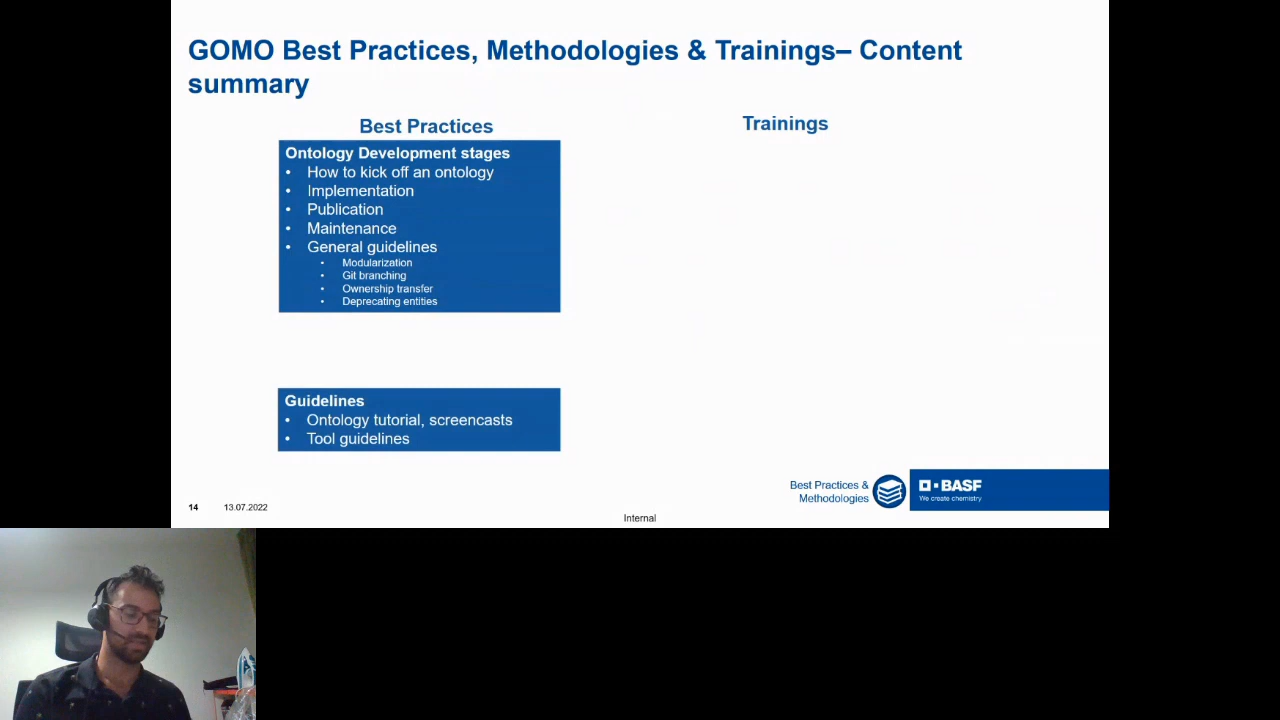 GOMO Best Practices, Methodologies & Trainings– Content
summary
Best Practices
Ontology Development stages
• How to kick off an ontology
• Implementation
• Publication
• Maintenance
• General guidelines
• Modularization
• Git branching
• Ownership transfer
• Deprecating entities
Guidelines
• Ontology tutorial, screencasts
• Tool guidelines
Trainings
Best Practices &
Methodologies
BASF
We create chemistry
14 13.07.2022
Internal